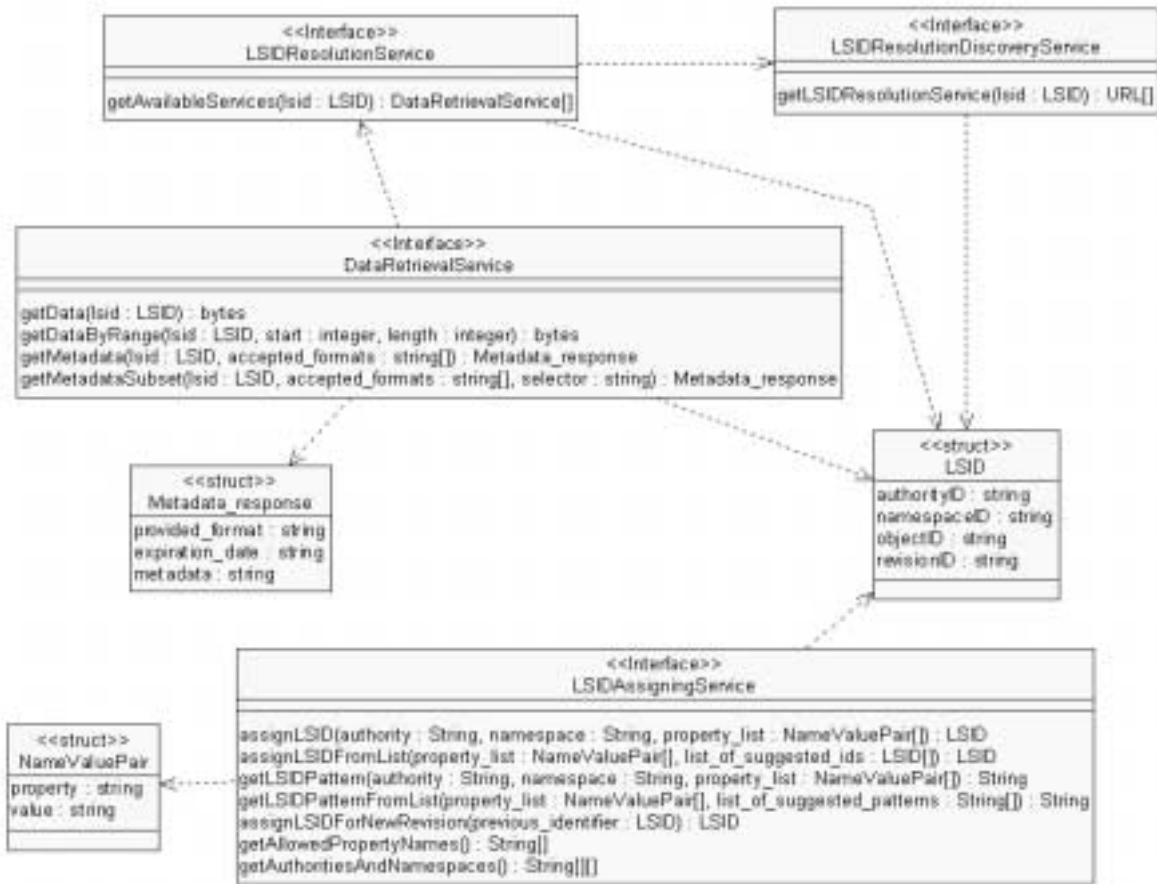 <<Interface>>
LSIDResolutionService
getAvailableServices(lsid : LSID) : DataRetrievalService[]
<<Interface>>
LSIDResolutionDiscoveryService
getLSIDResolutionService(lsid : LSID) : URL[]
<<Interface>>
DataRetrievalService
getData(lsid : LSID) : bytes
getDataByRange(lsid : LSID, start : integer, length : integer) : bytes
getMetadata(lsid : LSID, accepted_formats : string[]) : Metadata_response
getMetadataSubset(lsid : LSID, accepted_formats : string[], selector : string) : Metadata_response
<<struct>>
Metadata_response
provided_format : string
expiration_date : string
metadata : string
<<struct>>
LSID
authorityID : string
namespaceID : string
objectID : string
revisionID : string
<<Interface>>
LSIDAssigningService
assignLSID(authority : String, namespace : String, property_list : NameValuePair[]) : LSID
assignLSIDFromList(property_list : NameValuePair[], list_of_suggested_ids : LSID[]) : LSID
getLSIDPattern(authority : String, namespace : String, property_list : NameValuePair[]) : String
getLSIDPatternFromList(property_list : NameValuePair[], list_of_suggested_patterns : String[]) : String
assignLSIDForNewRevision(previous_identifier : LSID) : LSID
getAllowedPropertyNames() : String[]
getAuthoritiesAndNamespaces() : String[][]
<<struct>>
NameValuePair
property : string
value : string